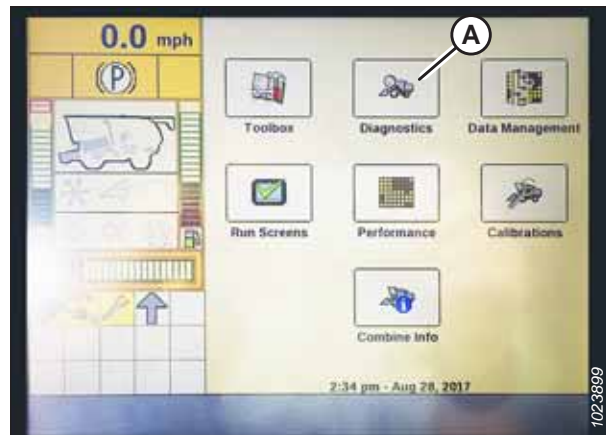 0.0 mph
(P)
A
Toolbox
Diagnostics
Data Management
Run Screens
Performance
Calibrations
Combine Info
2:34 pm - Aug 28, 2017
1023899